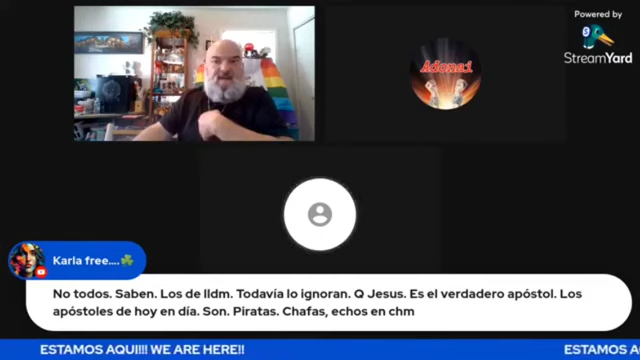 Powered by
StreamYard
Adonai
Karla free....☘️
No todos. Saben. Los de lldm. Todavía lo ignoran. Q Jesus. Es el verdadero apóstol. Los
apóstoles de hoy en día. Son. Piratas. Chafas, echos en chm
ESTAMOS AQUI!!! WE ARE HERE!!
ESTAMOS A